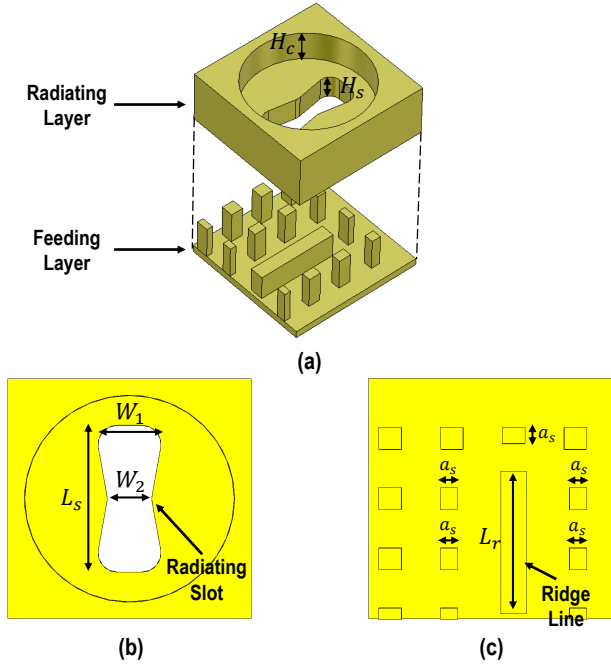 H_c
H_s
Radiating
Layer
Feeding
Layer
(a)
W_1
W_2
L_s
Radiating
Slot
(b)
a_s
a_s
a_s
a_s
a_s
L_r
Ridge
Line
(c)